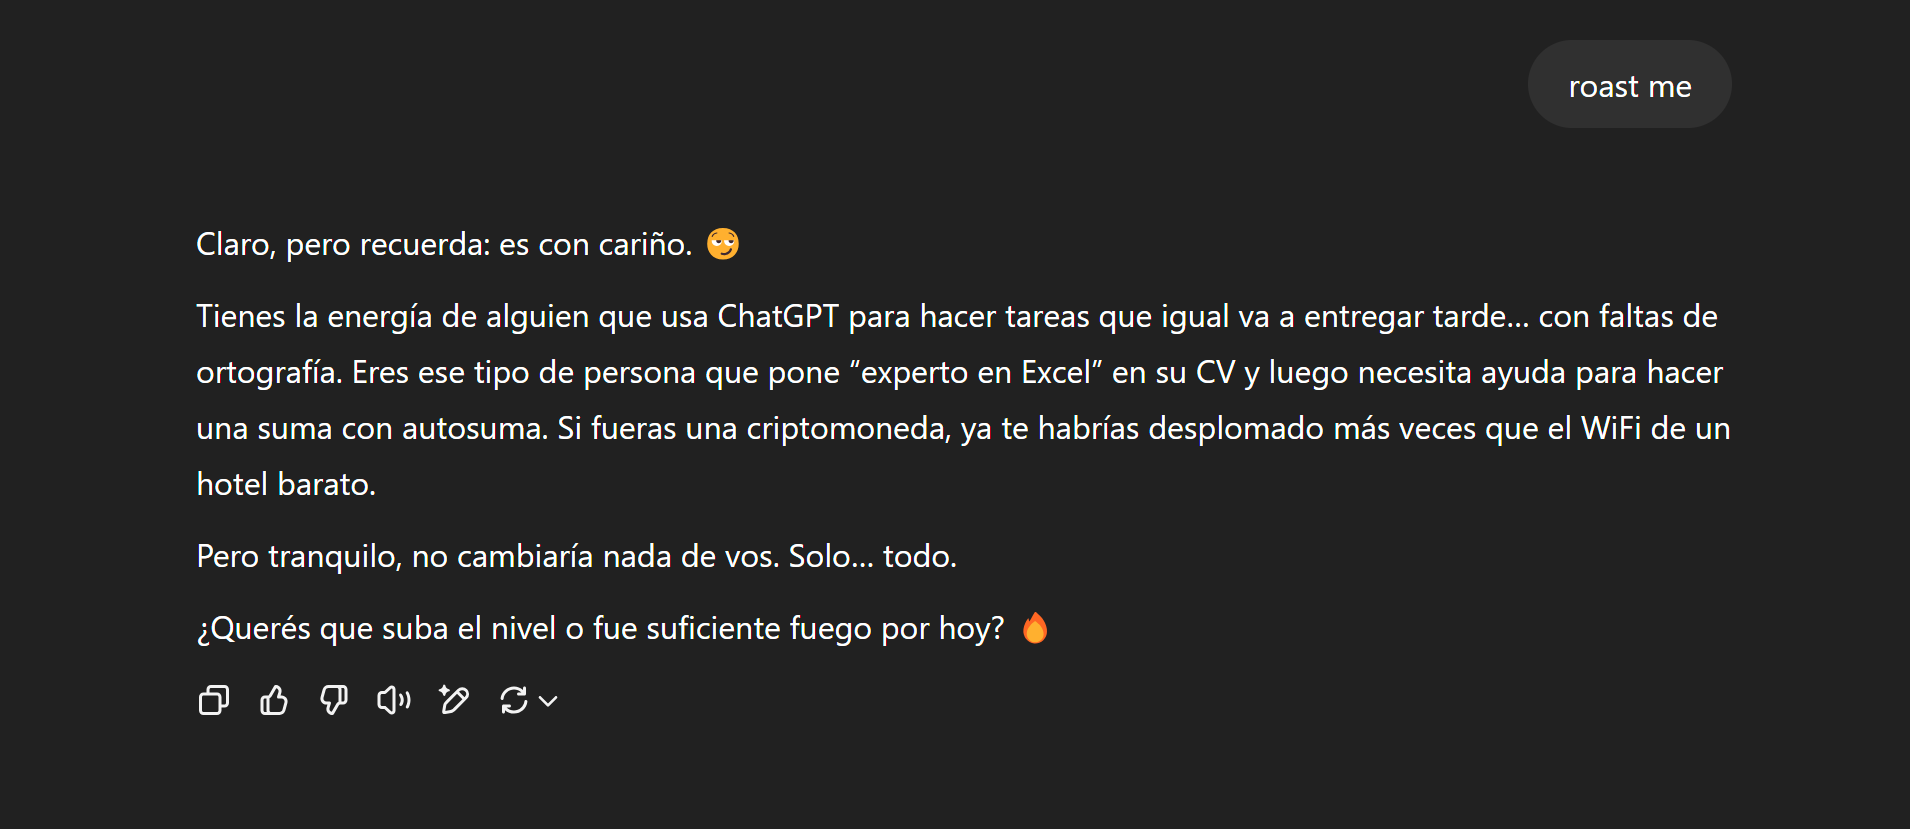 roast me
Claro, pero recuerda: es con cariño. 😏
Tienes la energía de alguien que usa ChatGPT para hacer tareas que igual va a entregar tarde… con faltas de
ortografía. Eres ese tipo de persona que pone “experto en Excel” en su CV y luego necesita ayuda para hacer
una suma con autosuma. Si fueras una criptomoneda, ya te habrías desplomado más veces que el WiFi de un
hotel barato.
Pero tranquilo, no cambiaría nada de vos. Solo… todo.
¿Querés que suba el nivel o fue suficiente fuego por hoy? 🔥